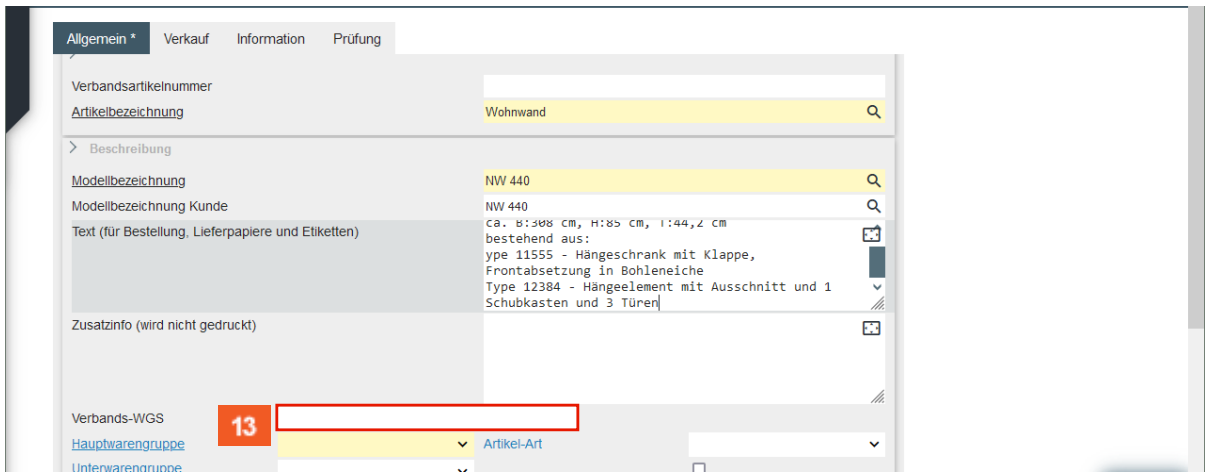 Allgemein * Verkauf Information Prüfung
Verbandsartikelnummer
Artikelbezeichnung Wohnwand
Beschreibung
Modellbezeichnung NW 440
Modellbezeichnung Kunde NW 440
Text (für Bestellung, Lieferpapiere und Etiketten) ca. B:308 cm, H:85 cm, T:44,2 cm
bestehend aus:
ype 11555 - Hängeschrank mit Klappe,
Frontabsetzung in Bohleneiche
Type 12384 - Hängeelement mit Ausschnitt und 1
Schubkasten und 3 Türen
Zusatzinfo (wird nicht gedruckt)
Verbands-WGS 13
Hauptwarengruppe Artikel-Art
Unterwarengruppe